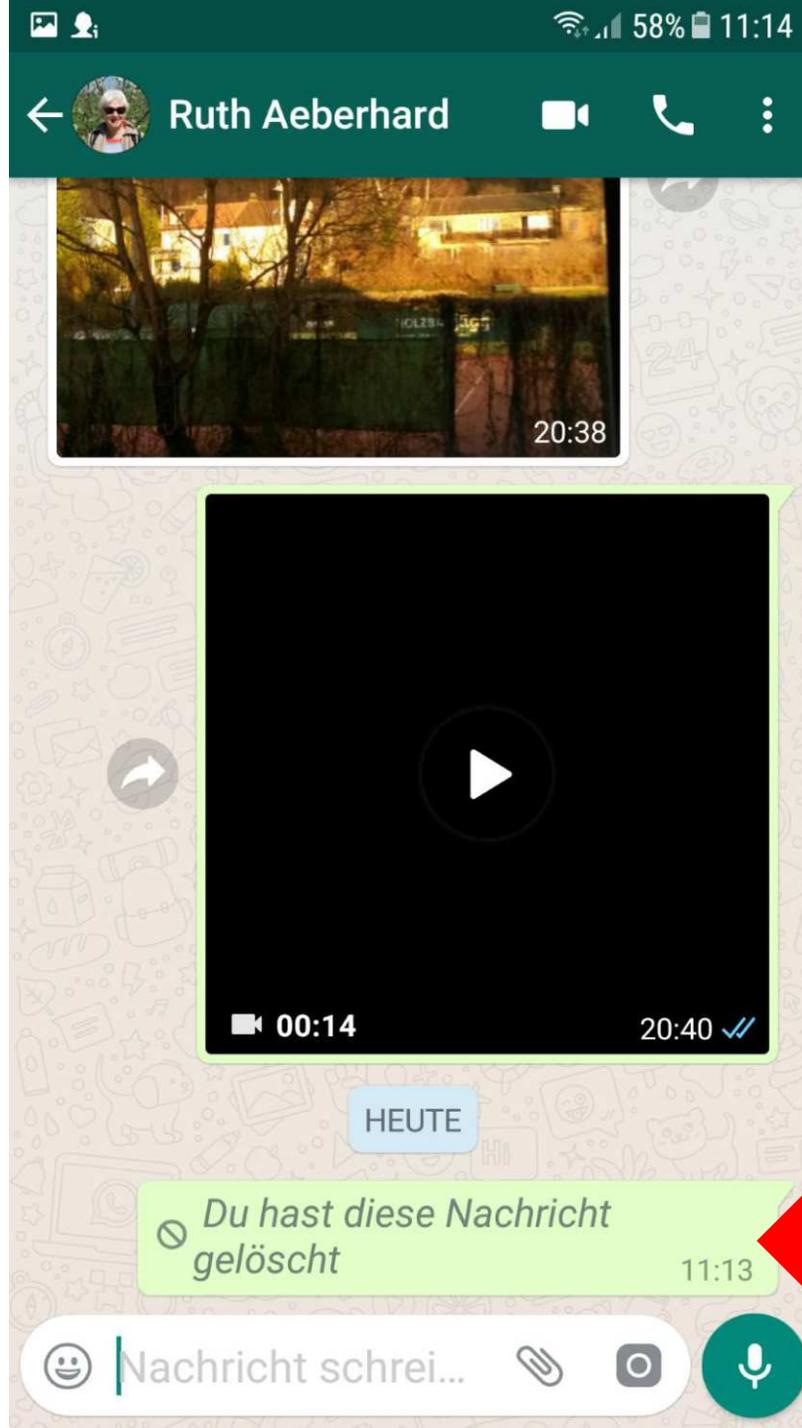 58% 11:14
Ruth Aeberhard
20:38
00:14 20:40
HEUTE
Du hast diese Nachricht
gelöscht 11:13
Nachricht schrei...